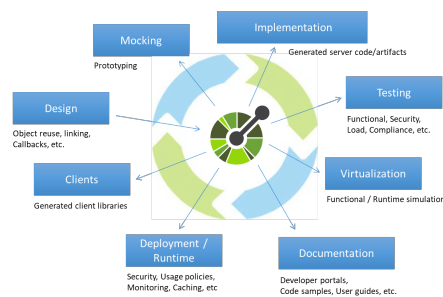 Implementation
Generated server code/artifacts
Mocking
Prototyping
Testing
Functional, Security,
Load, Compliance, etc.
Design
Object reuse, linking,
Callbacks, etc.
Virtualization
Functional / Runtime simulation
Clients
Generated client libraries
Deployment /
Runtime
Security, Usage policies,
Monitoring, Caching, etc
Documentation
Developer portals,
Code samples, User guides, etc.